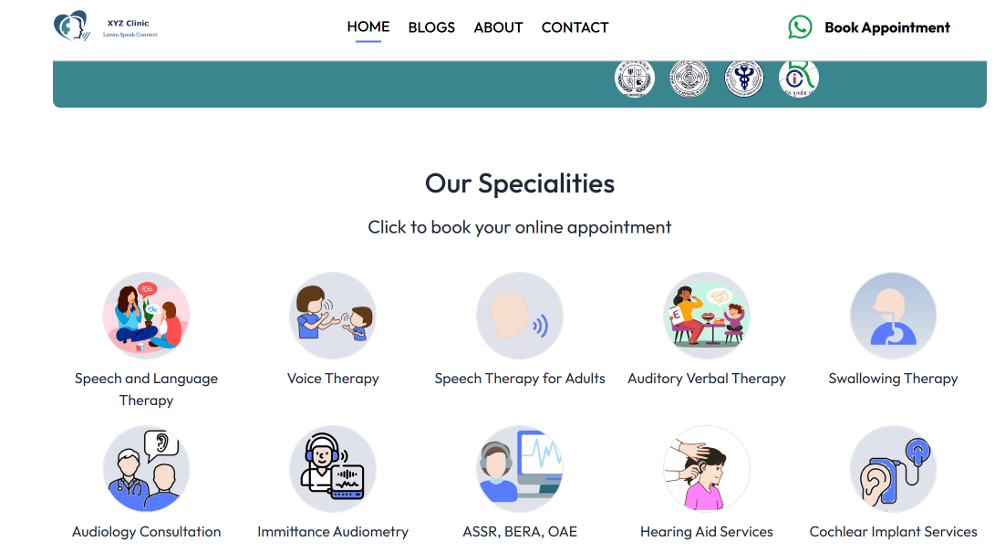 XYZ Clinic
Listen Speak Connect
HOME BLOGS ABOUT CONTACT
Book Appointment
Our Specialities
Click to book your online appointment
Speech and Language
Therapy
Voice Therapy
Speech Therapy for Adults
Auditory Verbal Therapy
Swallowing Therapy
Audiology Consultation
Immittance Audiometry
ASSR, BERA, OAE
Hearing Aid Services
Cochlear Implant Services